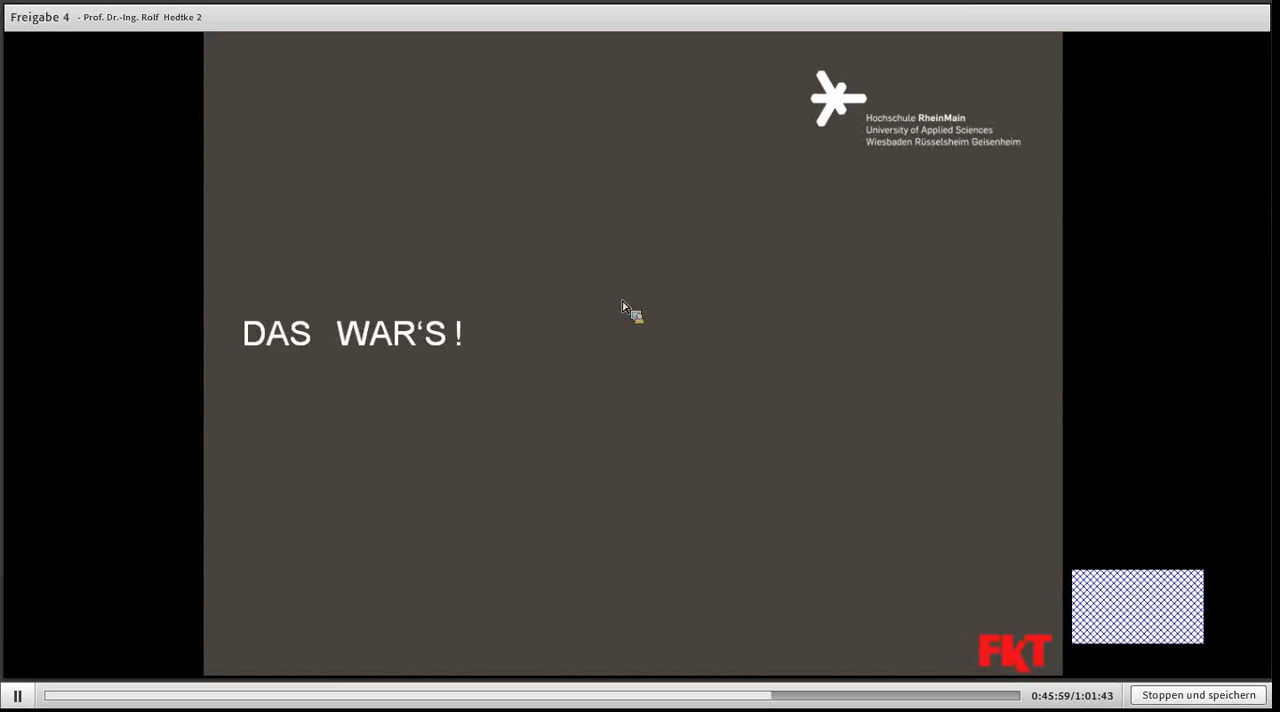 Freigabe 4 - Prof. Dr.-Ing. Rolf Hedtke 2
Hochschule RheinMain
University of Applied Sciences
Wiesbaden Rüsselsheim Geisenheim
DAS WAR‘S !
FKT
0:45:59/1:01:43
Stoppen und speichern